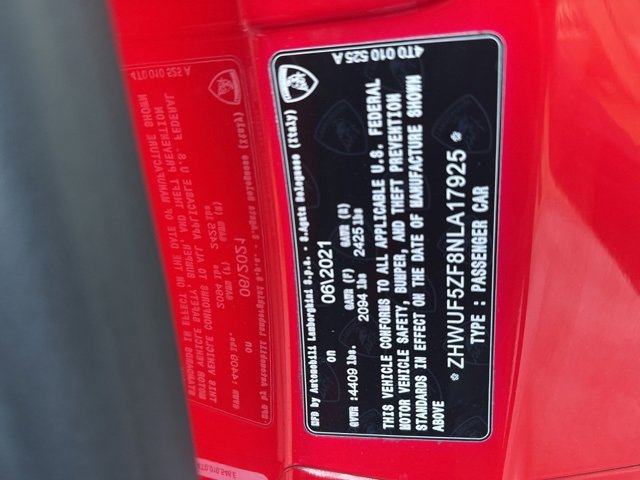 4T0 010 525 A
MFD by Automobili Lamborghini S.p.A. - S.Agata Bolognese (Italy)
on 06\2021
GVWR: 4409 lbs. GAWR (F) 2094 lbs GAWR (R) 2425 lbs
THIS VEHICLE CONFORMS TO ALL APPLICABLE U.S. FEDERAL
MOTOR VEHICLE SAFETY, BUMPER, AND THEFT PREVENTION
STANDARDS IN EFFECT ON THE DATE OF MANUFACTURE SHOWN
ABOVE
* ZHWUF5ZF8NLA17925 *
TYPE : PASSENGER CAR